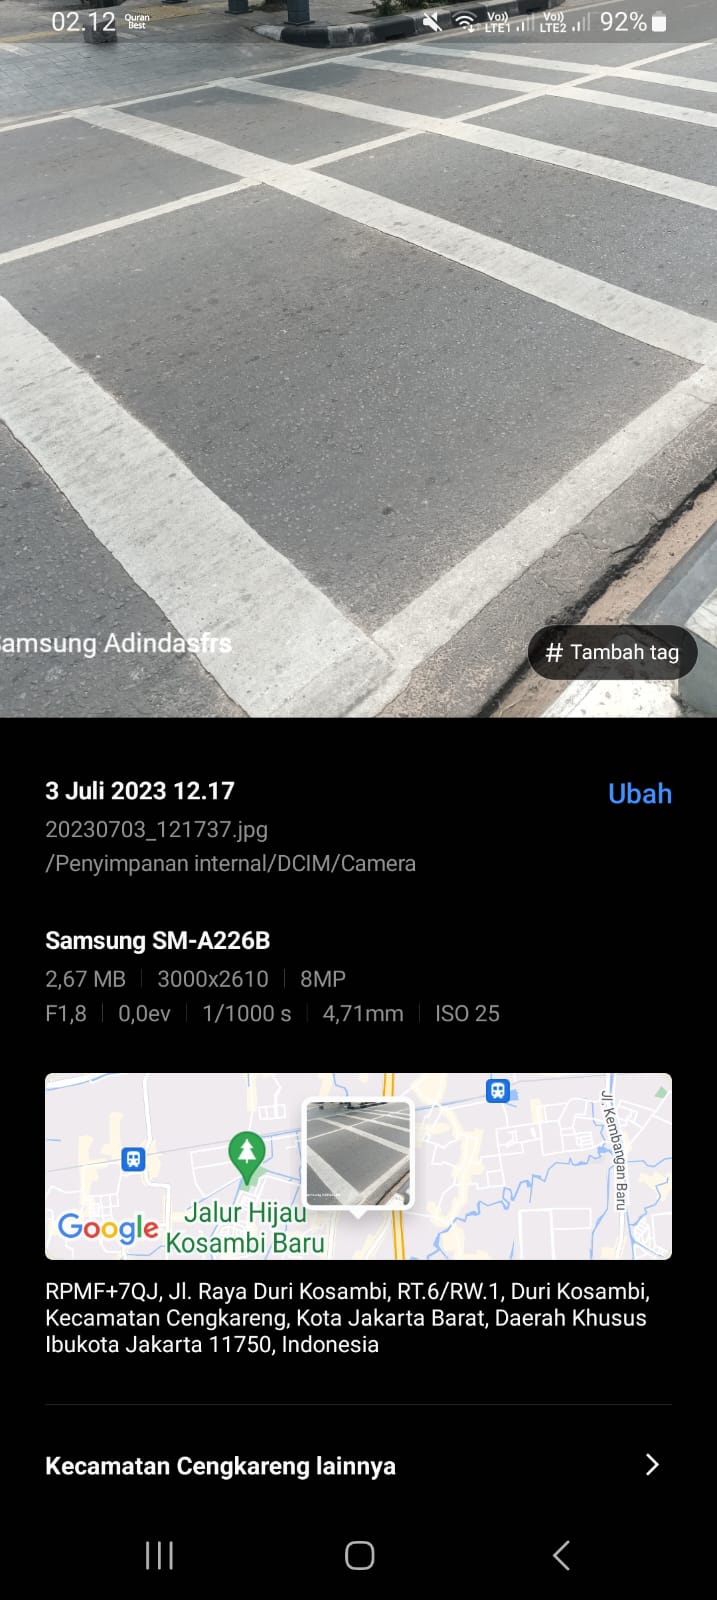 02.12 Quran Best Vo)) LTE1 Vo)) LTE2 92%
amsung Adindasfrs
# Tambah tag
3 Juli 2023 12.17 Ubah
20230703_121737.jpg
/Penyimpanan internal/DCIM/Camera
Samsung SM-A226B
2,67 MB 3000x2610 8MP
F1,8 0,0ev 1/1000 s 4,71mm ISO 25
Jl. Kembangan Baru
Jalur Hijau
Kosambi Baru
Google
RPMF+7QJ, Jl. Raya Duri Kosambi, RT.6/RW.1, Duri Kosambi,
Kecamatan Cengkareng, Kota Jakarta Barat, Daerah Khusus
Ibukota Jakarta 11750, Indonesia
Kecamatan Cengkareng lainnya